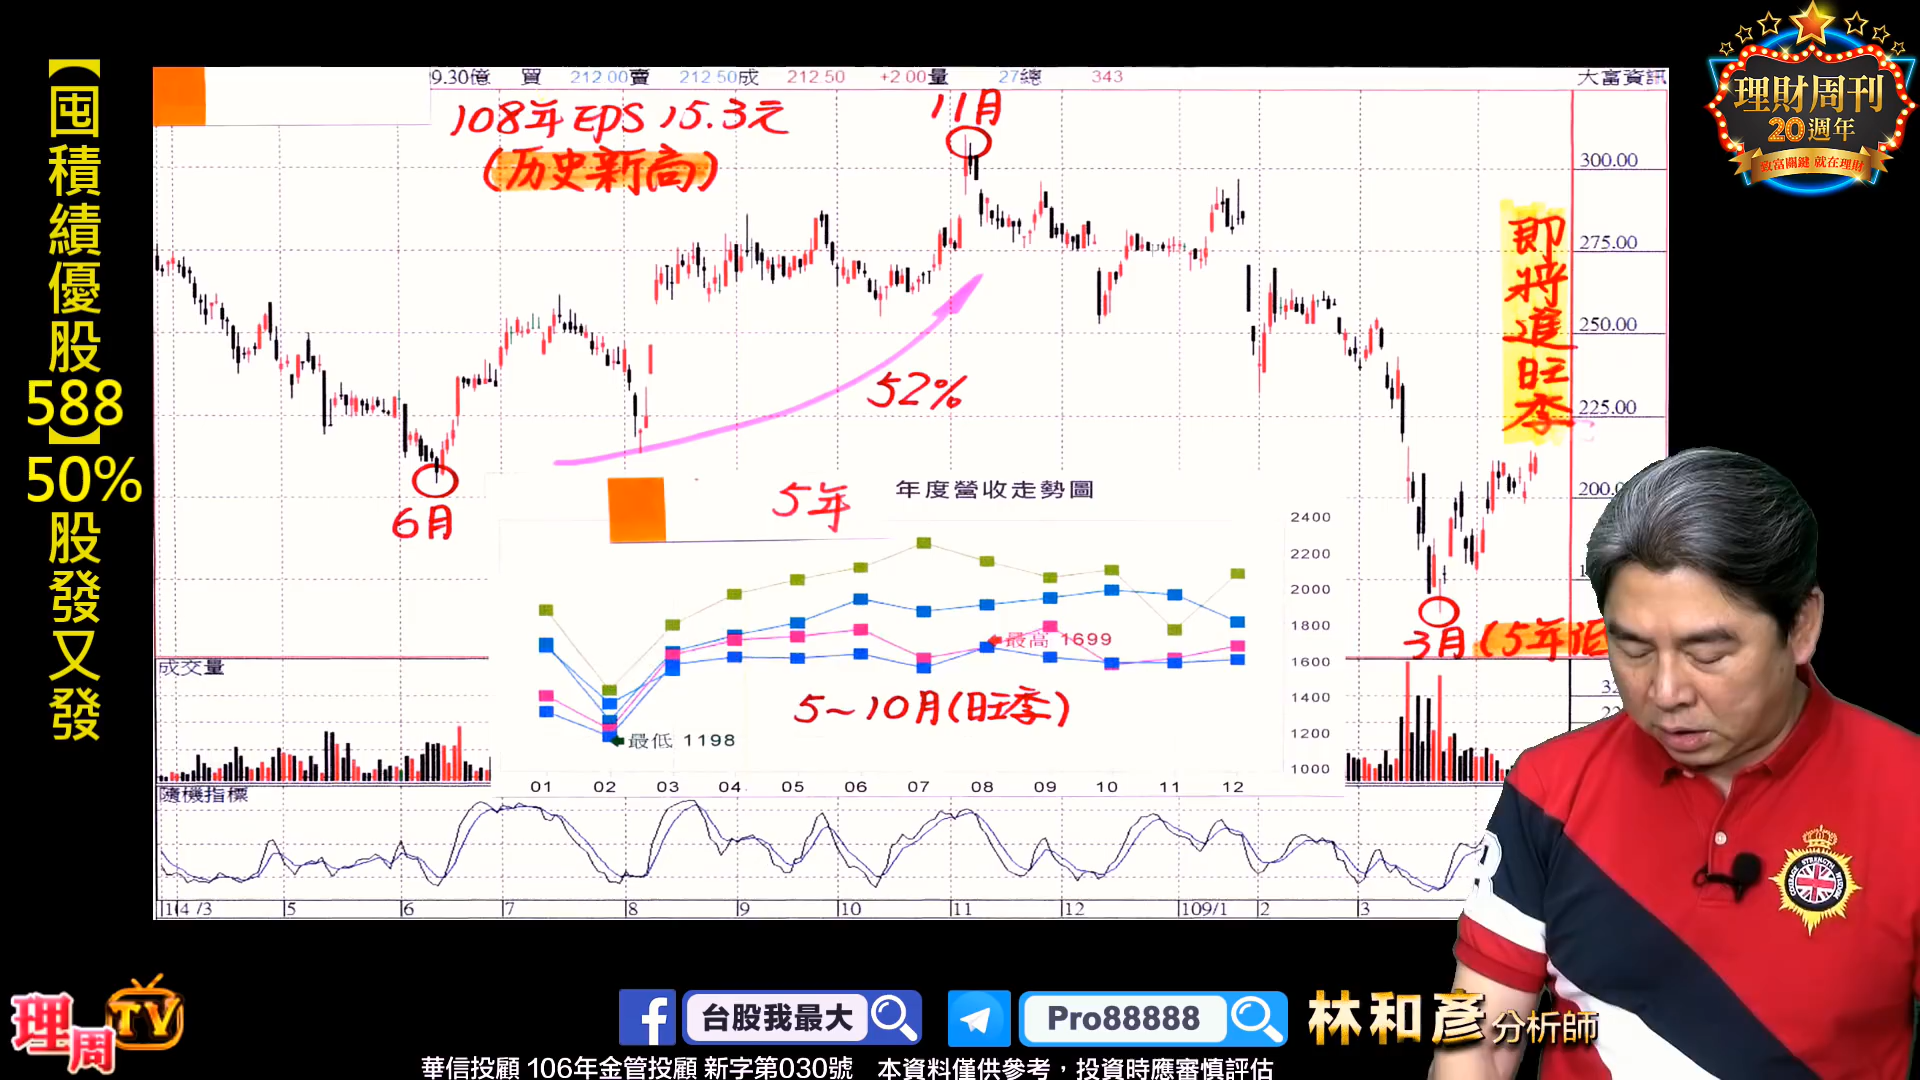 【囤積績優股
588】
50%
股發又發
9.30億 買 212.00賣 212.50成 212.50 +2.00量 27總 343
大富資訊
108年EPS 15.3元
(历史新高)
11月
理財周刊
20週年
致富關鍵 就在理財
300.00
275.00
250.00
225.00
即將進旺季
52%
6月
5年
年度營收走勢圖
2400
2200
2000
1800
1600
1400
1200
1000
最高 1699
最低 1198
5~10月(旺季)
01 02 03 04 05 06 07 08 09 10 11 12
3月(5年低
成交量
隨機指標
5 6 7 8 9 10 11 12 109/1 2 3
理周TV
台股我最大
Pro88888
林和彥 分析師
華信投顧 106年金管投顧 新字第030號 本資料僅供參考，投資時應審慎評估